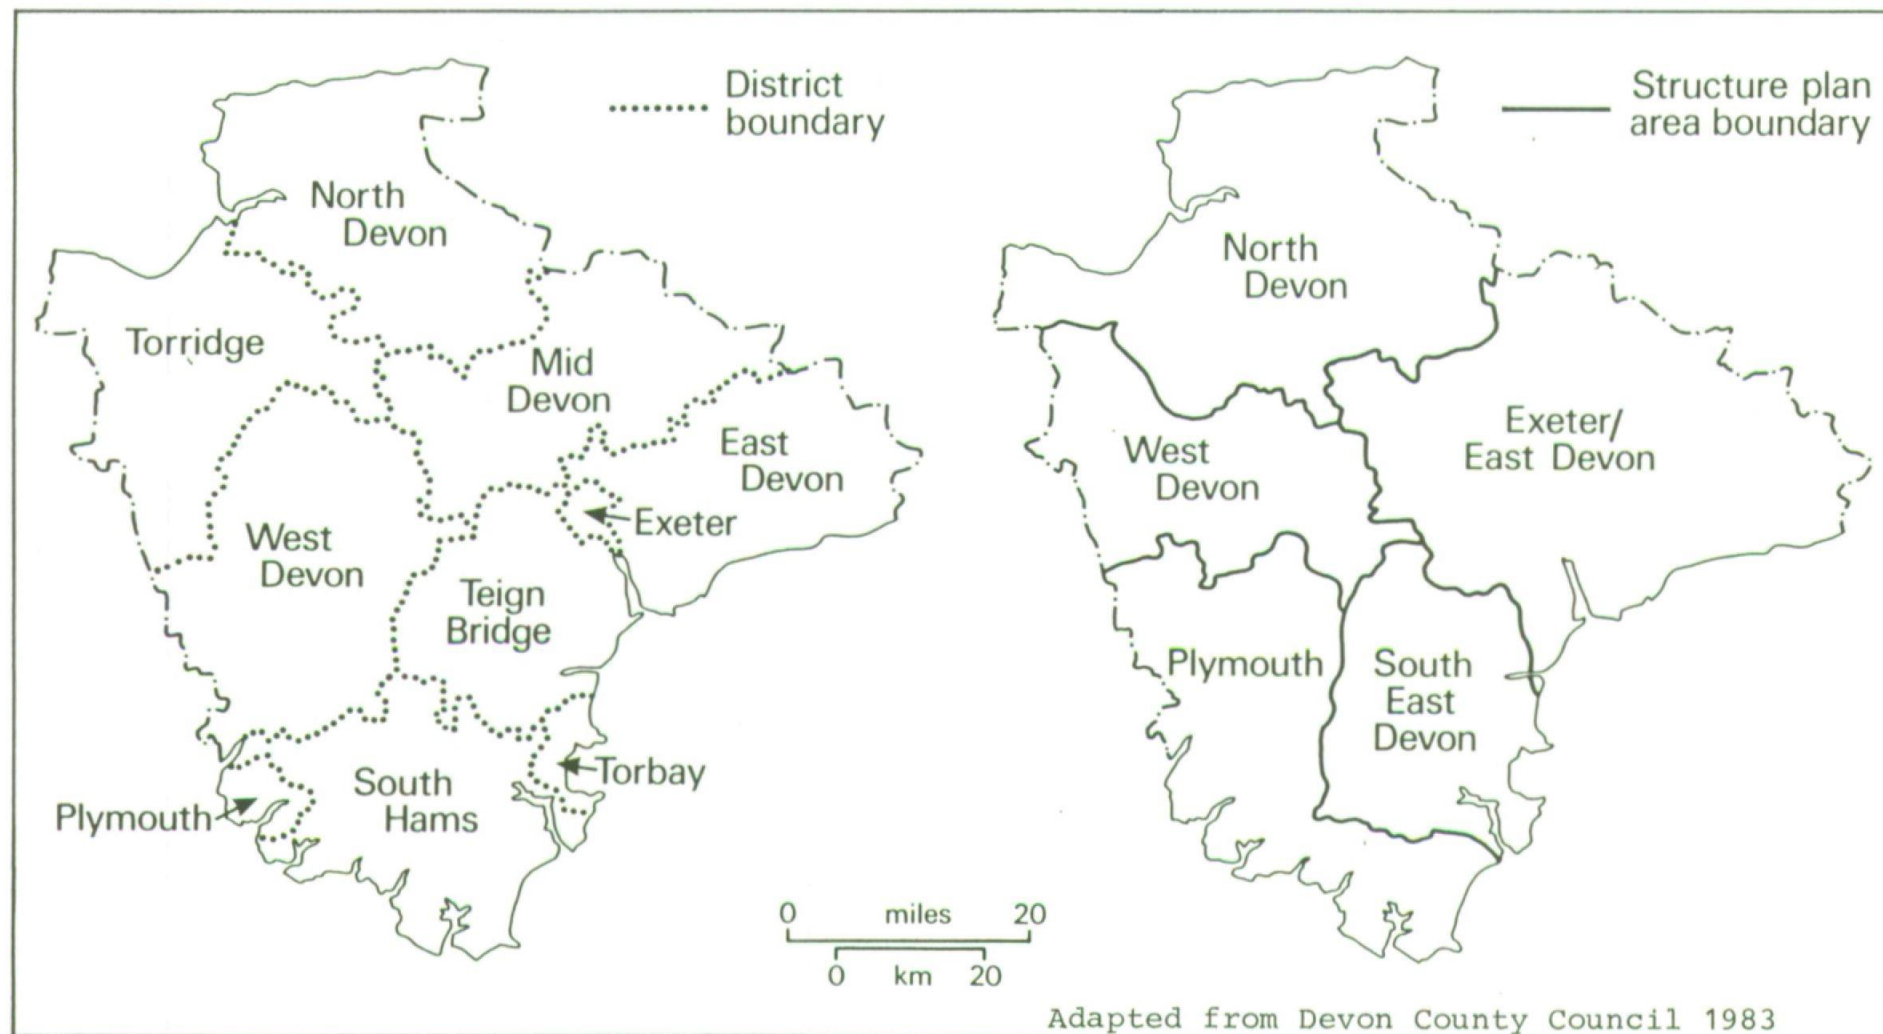 District
boundary
North
Devon
Torridge
Mid
Devon
East
Devon
Exeter
West
Devon
Teign
Bridge
Torbay
South
Hams
Plymouth
Structure plan
area boundary
North
Devon
Exeter/
East Devon
West
Devon
Plymouth
South
East
Devon
0 miles 20
0 km 20
Adapted from Devon County Council 1983